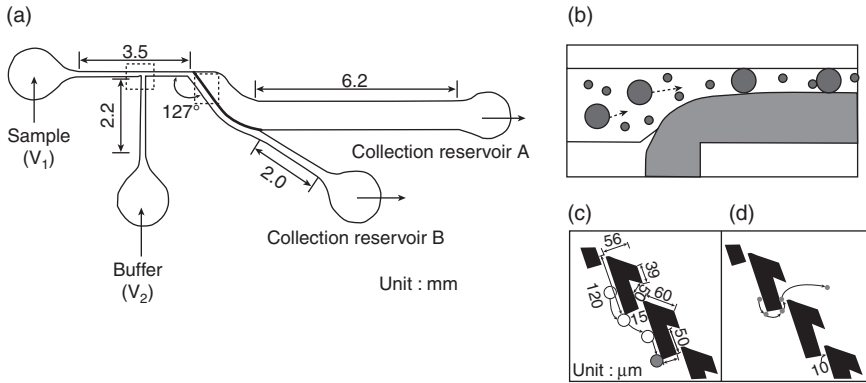 (a)
3.5
6.2
127°
2.2
Sample
(V₁)
Collection reservoir A
2.0
Collection reservoir B
Buffer
(V₂)
Unit : mm
(b)
(c)
56
39
120
50
60
15
50
Unit : μm
(d)
10